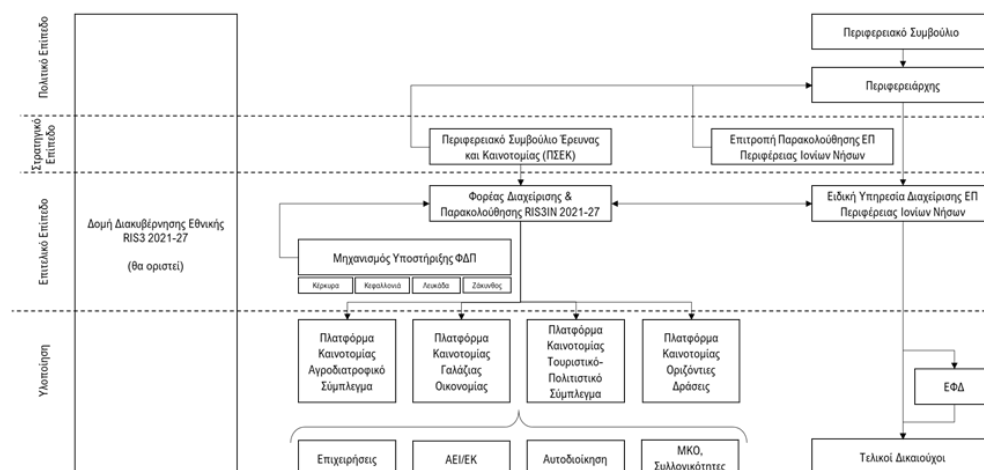 Πολιτικό Επίπεδο
Περιφερειακό Συμβούλιο
Περιφερειάρχης
Στρατηγικό
Επίπεδο
Περιφερειακό Συμβούλιο Έρευνας
και Καινοτομίας (ΠΣΕΚ)
Επιτροπή Παρακολούθησης ΕΠ
Περιφέρειας Ιονίων Νήσων
Επιτελικό Επίπεδο
Δομή Διακυβέρνησης Εθνικής
RIS3 2021-27
(θα οριστεί)
Φορέας Διαχείρισης &
Παρακολούθησης RIS3IN 2021-27
Ειδική Υπηρεσία Διαχείρισης ΕΠ
Περιφέρειας Ιονίων Νήσων
Μηχανισμός Υποστήριξης ΦΔΠ
Κέρκυρα
Κεφαλλονιά
Λευκάδα
Ζάκυνθος
Υλοποίηση
Πλατφόρμα
Καινοτομίας
Αγροδιατροφικό
Σύμπλεγμα
Πλατφόρμα
Καινοτομίας
Γαλάζιας
Οικονομίας
Πλατφόρμα
Καινοτομίας
Τουριστικό-
Πολιτιστικό
Σύμπλεγμα
Πλατφόρμα
Καινοτομίας
Οριζόντιες
Δράσεις
ΕΦΔ
Επιχειρήσεις
ΑΕΙ/ΕΚ
Αυτοδιοίκηση
ΜΚΟ,
Συλλογικότητες
Τελικοί Δικαιούχοι